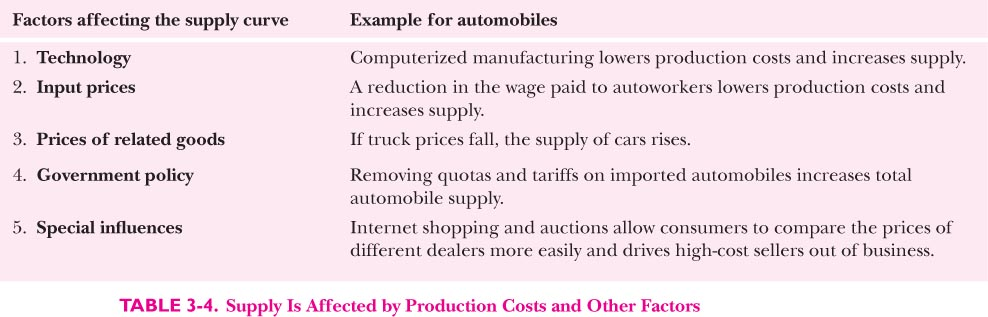 Factors affecting the supply curve Example for automobiles
1. Technology Computerized manufacturing lowers production costs and increases supply.
2. Input prices A reduction in the wage paid to autoworkers lowers production costs and
increases supply.
3. Prices of related goods If truck prices fall, the supply of cars rises.
4. Government policy Removing quotas and tariffs on imported automobiles increases total
automobile supply.
5. Special influences Internet shopping and auctions allow consumers to compare the prices of
different dealers more easily and drives high-cost sellers out of business.
TABLE 3-4. Supply Is Affected by Production Costs and Other Factors